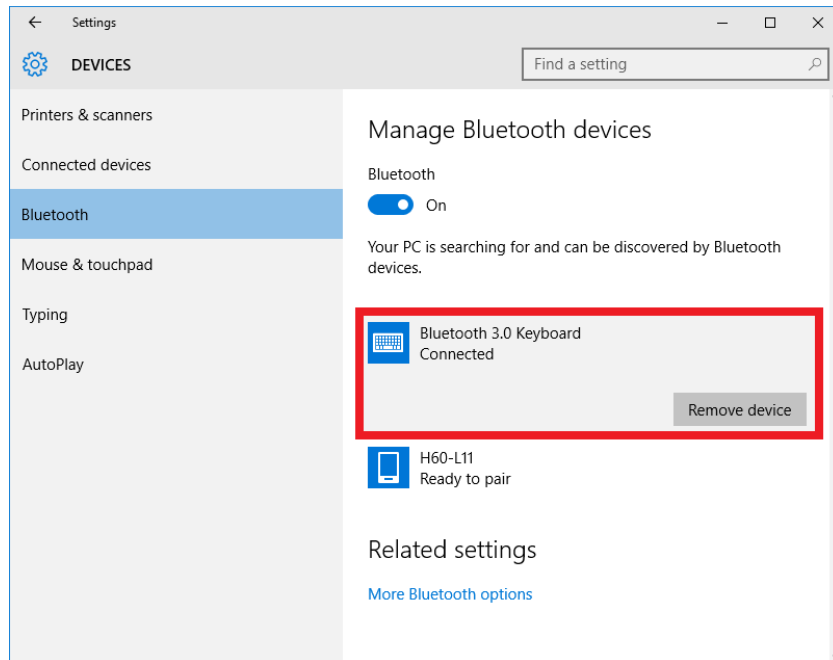 Settings
DEVICES
Find a setting
Printers & scanners
Connected devices
Bluetooth
Mouse & touchpad
Typing
AutoPlay
Manage Bluetooth devices
Bluetooth
On
Your PC is searching for and can be discovered by Bluetooth
devices.
Bluetooth 3.0 Keyboard
Connected
Remove device
H60-L11
Ready to pair
Related settings
More Bluetooth options